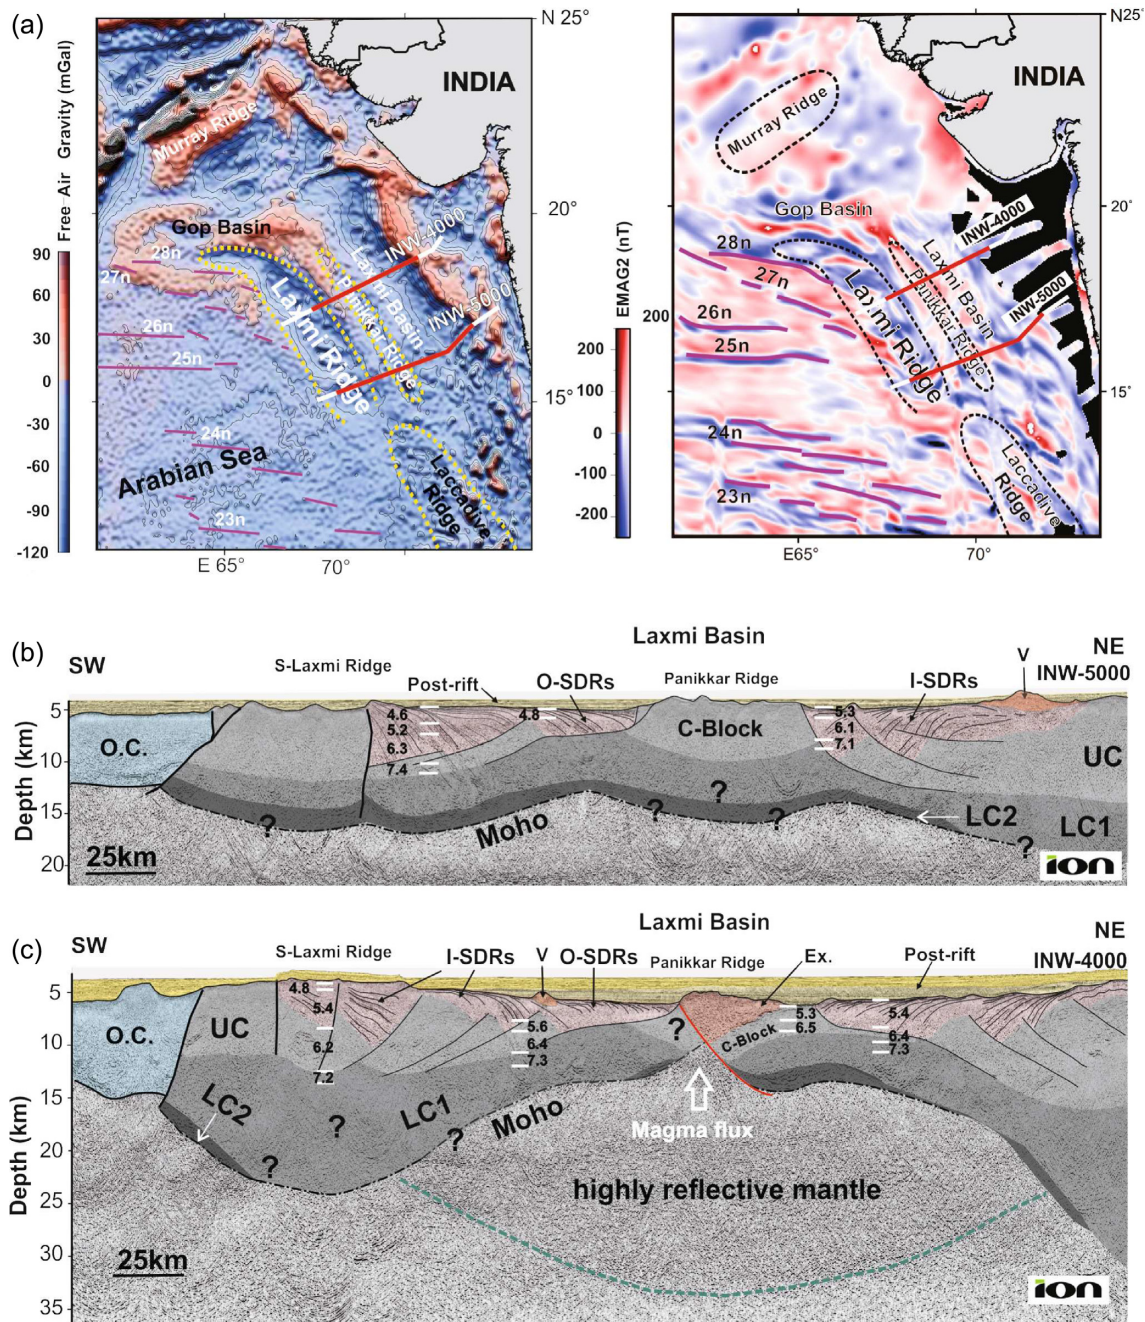 (a)
N 25°
INDIA
Murray Ridge
20°
Gop Basin
INW-4000
28n
27n
Laxmi Basin
Panikkar Ridge
INW-5000
Laxmi Ridge
26n
25n
15°
24n
Arabian Sea
Laccadive
Ridge
23n
E 65°
70°
Free-Air Gravity (mGal)
90
60
30
0
-30
-60
-90
-120
N25°
INDIA
Murray Ridge
20°
Gop Basin
INW-4000
28n
27n
Laxmi Basin
Panikkar Ridge
INW-5000
Laxmi Ridge
26n
25n
15°
24n
Laccadive
Ridge
23n
E65°
70°
EMAG2 (nT)
200
200
100
0
-100
-200
(b)
Laxmi Basin
SW
NE
S-Laxmi Ridge
Post-rift
O-SDRs
Panikkar Ridge
I-SDRs
V
INW-5000
Depth (km)
5
10
15
20
O.C.
4.6
5.2
6.3
7.4
4.8
C-Block
5.3
6.1
7.1
UC
?
Moho
?
?
?
LC2
LC1
?
25km
ion
(c)
Laxmi Basin
SW
NE
S-Laxmi Ridge
I-SDRs
V
O-SDRs
Panikkar Ridge
Ex.
Post-rift
INW-4000
Depth (km)
5
10
15
20
25
30
35
O.C.
UC
4.8
5.4
6.2
7.2
5.6
6.4
7.3
?
C-Block
5.3
6.5
5.4
6.4
7.3
LC2
LC1
?
?
?
Moho
Magma flux
highly reflective mantle
25km
ion